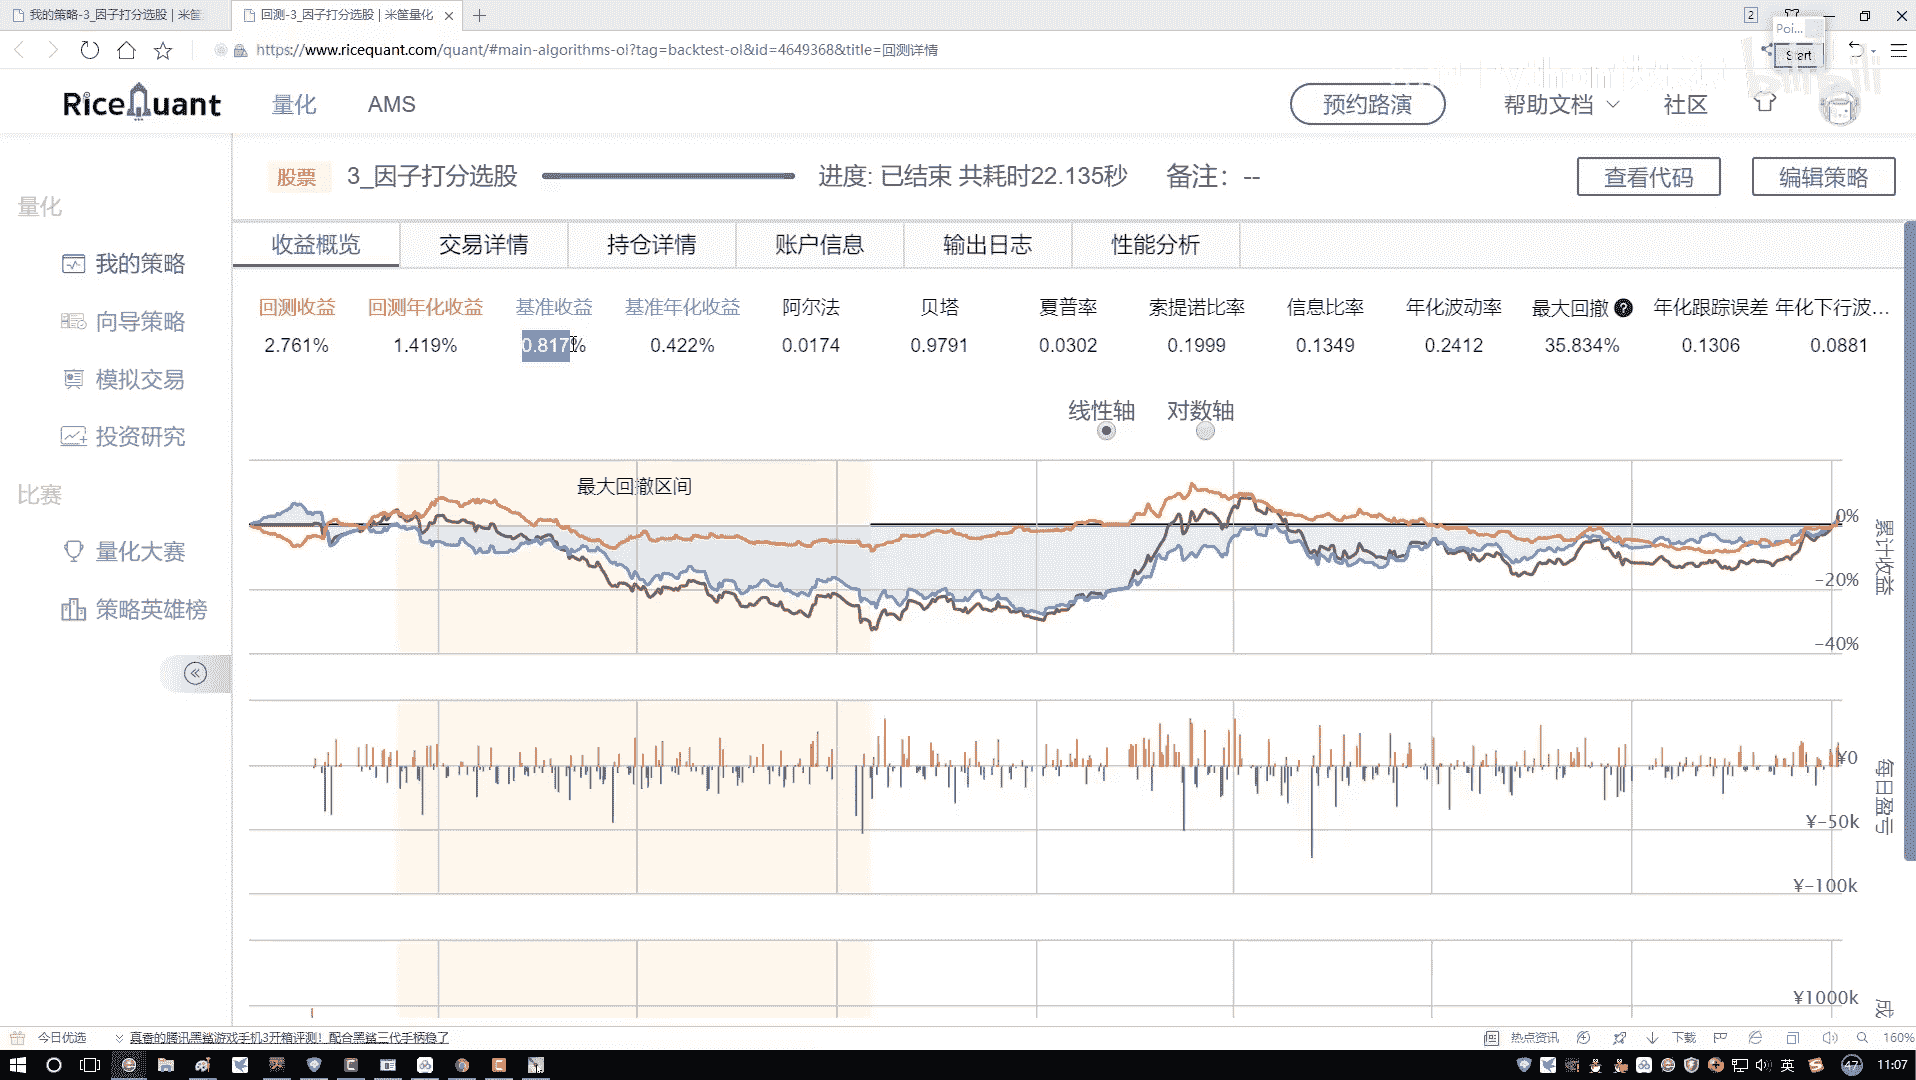 我的策略-3_因子打分选股 | 米筐
回测-3_因子打分选股 | 米筐量化
2
Poi...
Start
https://www.ricequant.com/quant/#main-algorithms-ol?tag=backtest-ol&id=4649368&title=回测详情
RiceQuant
量化
AMS
预约路演
帮助文档
社区
bilibili
股票
3_因子打分选股
进度: 已结束 共耗时22.135秒
备注: --
查看代码
编辑策略
量化
我的策略
向导策略
模拟交易
投资研究
比赛
量化大赛
策略英雄榜
收益概览
交易详情
持仓详情
账户信息
输出日志
性能分析
回测收益 回测年化收益 基准收益 基准年化收益 阿尔法 贝塔 夏普率 索提诺比率 信息比率 年化波动率 最大回撤 ? 年化跟踪误差 年化下行波...
2.761% 1.419% 0.817% 0.422% 0.0174 0.9791 0.0302 0.1999 0.1349 0.2412 35.834% 0.1306 0.0881
线性轴 对数轴
最大回撤区间
0%
-20%
-40%
累计收益
¥0
¥-50k
¥-100k
每日盈亏
¥1000k
成
今日优选
真香的腾讯黑鲨游戏手机3开箱评测！配合黑鲨三代手柄稳了
热点资讯
下载
160%
英
47
11:07